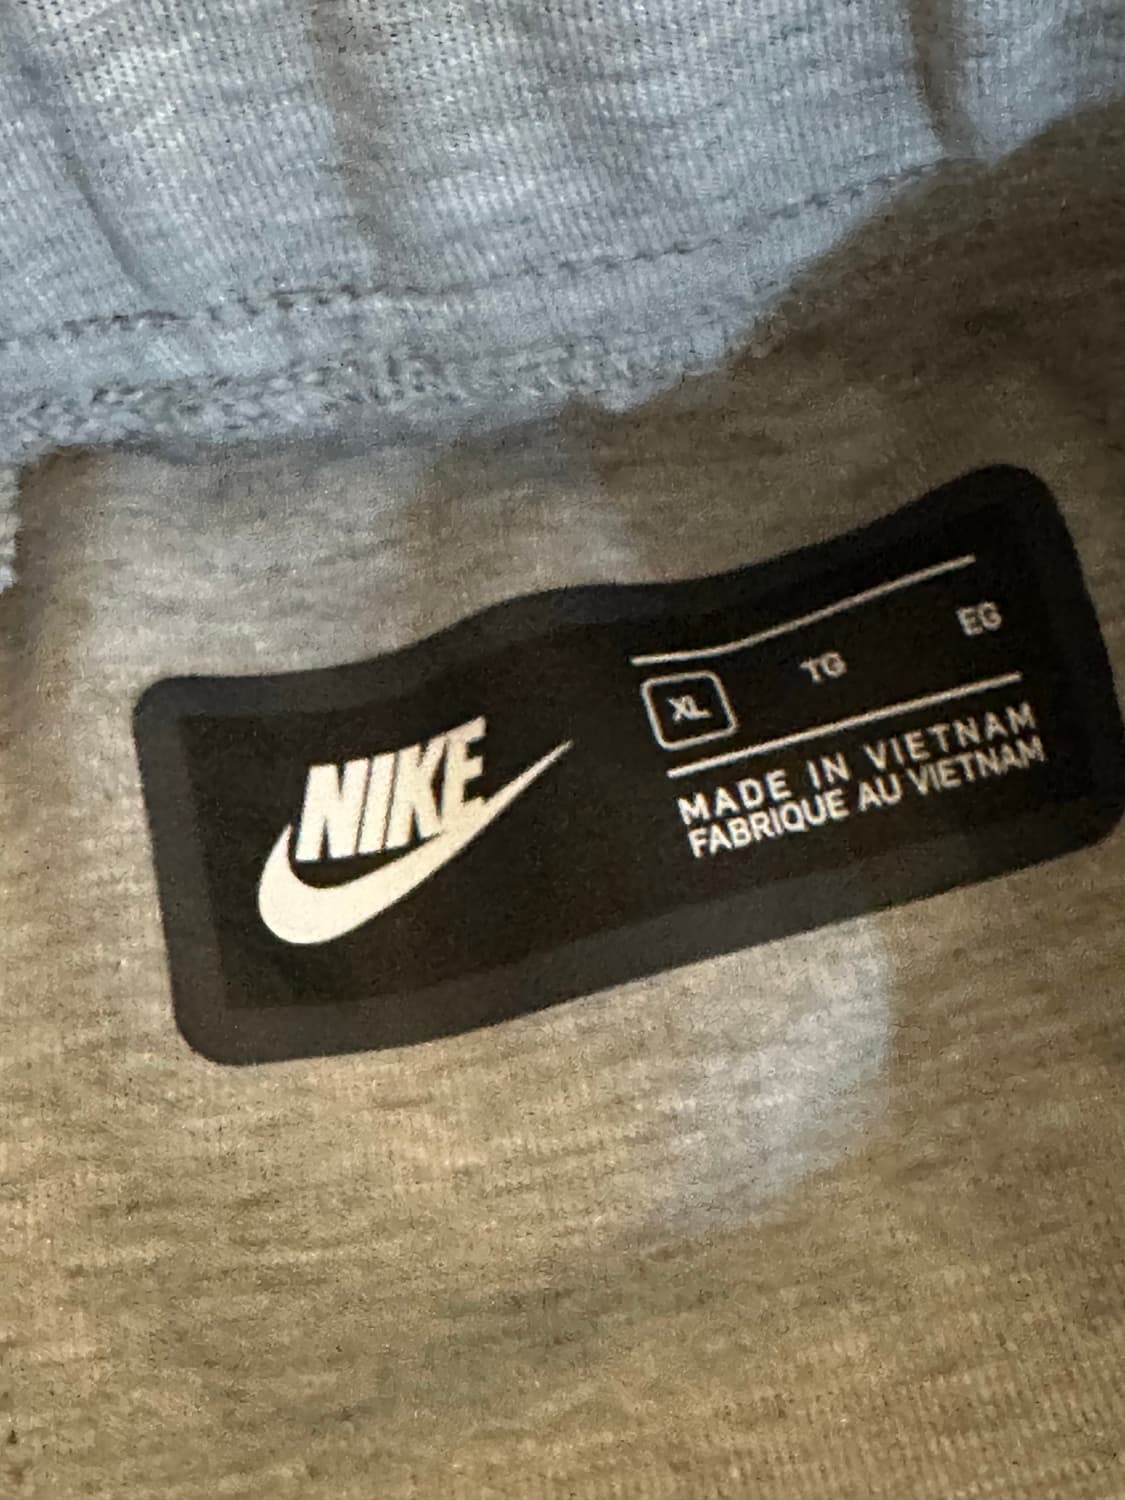 NIKE
XL TG EG
MADE IN VIETNAM
FABRIQUE AU VIETNAM